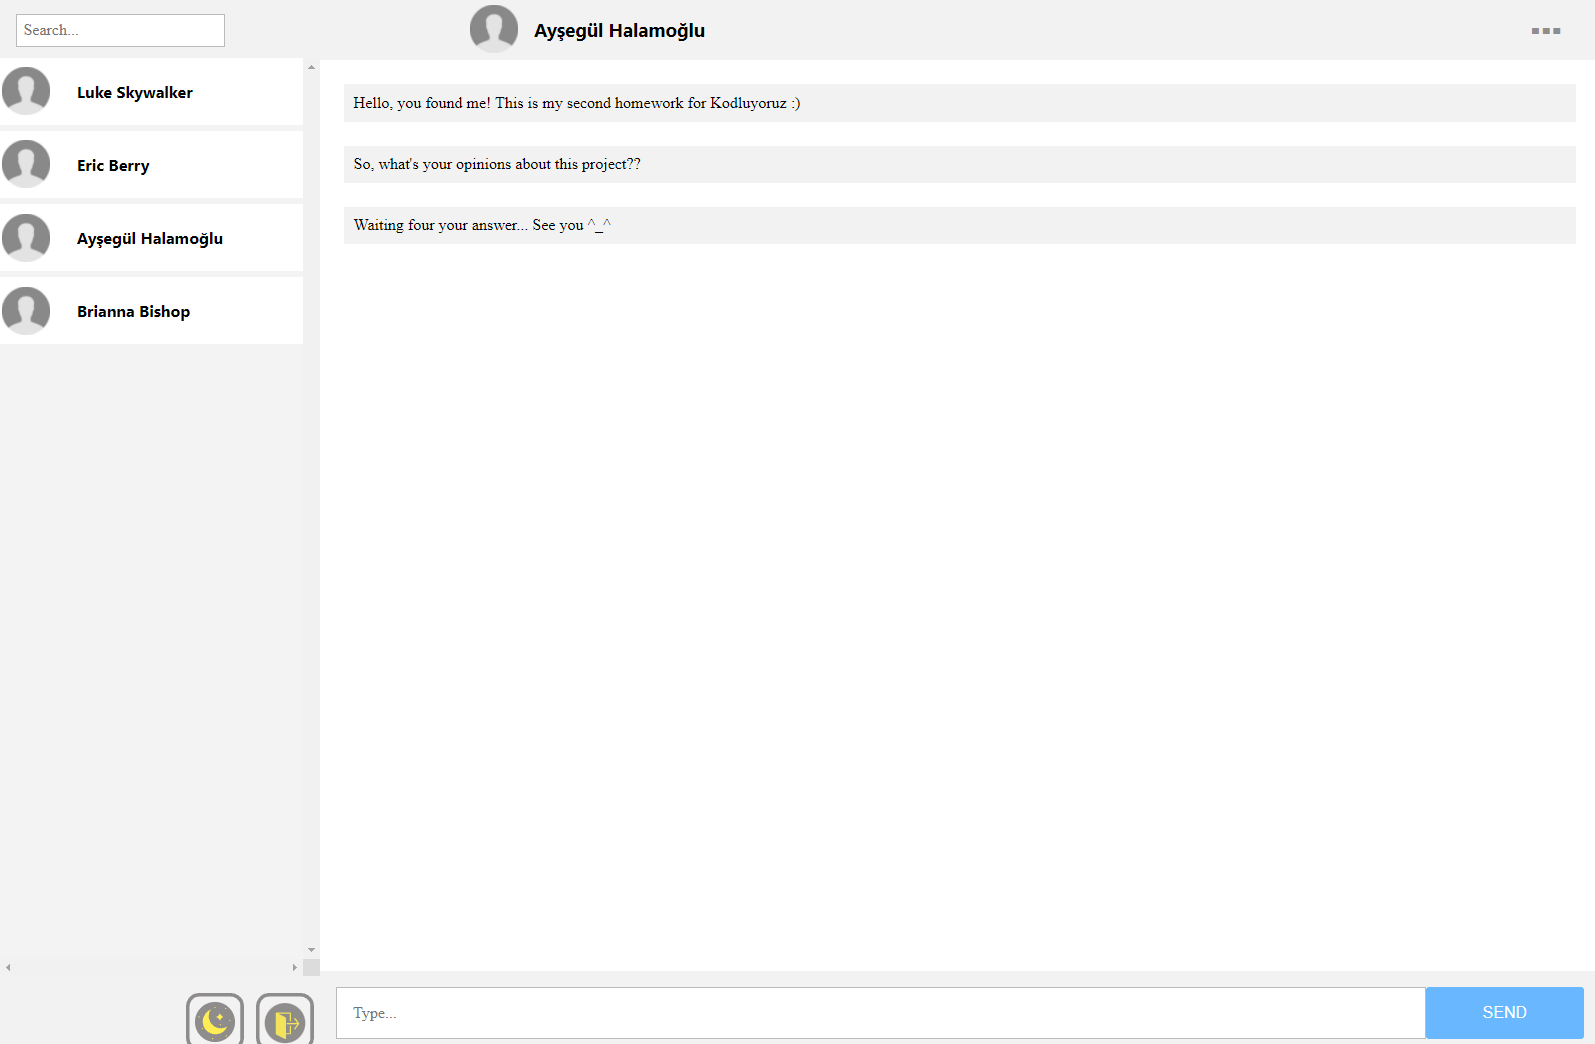 Search...
Ayşegül Halamoğlu
Luke Skywalker
Eric Berry
Ayşegül Halamoğlu
Brianna Bishop
Hello, you found me! This is my second homework for Kodluyoruz :)
So, what's your opinions about this project??
Waiting four your answer... See you ^_^
Type...
SEND